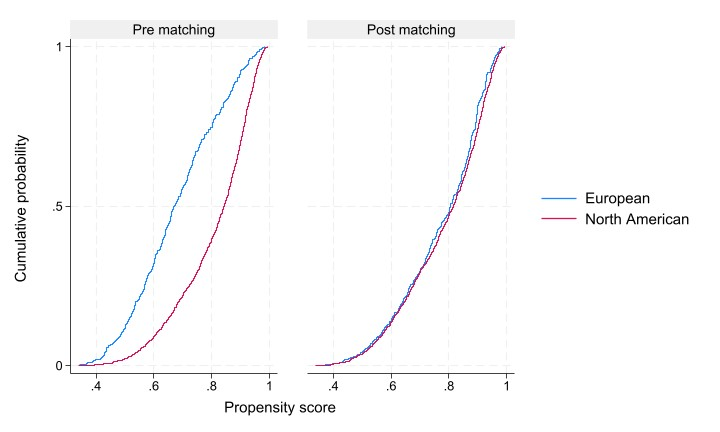 Pre matching
Post matching
Cumulative probability
1
.5
0
.4
.6
.8
1
.4
.6
.8
1
Propensity score
European
North American